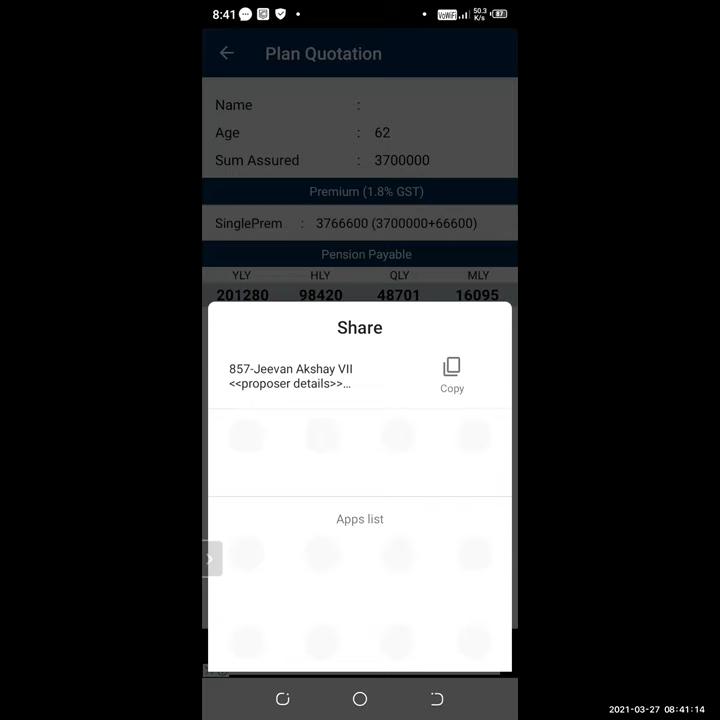 8:41 VoWiFi 50.3 K/s 87
Plan Quotation
Name :
Age : 62
Sum Assured : 3700000
Premium (1.8% GST)
SinglePrem : 3766600 (3700000+66600)
Pension Payable
YLY HLY QLY MLY
201280 98420 48701 16095
Share
857-Jeevan Akshay VII
<<proposer details>>...
Copy
Apps list
2021-03-27 08:41:14